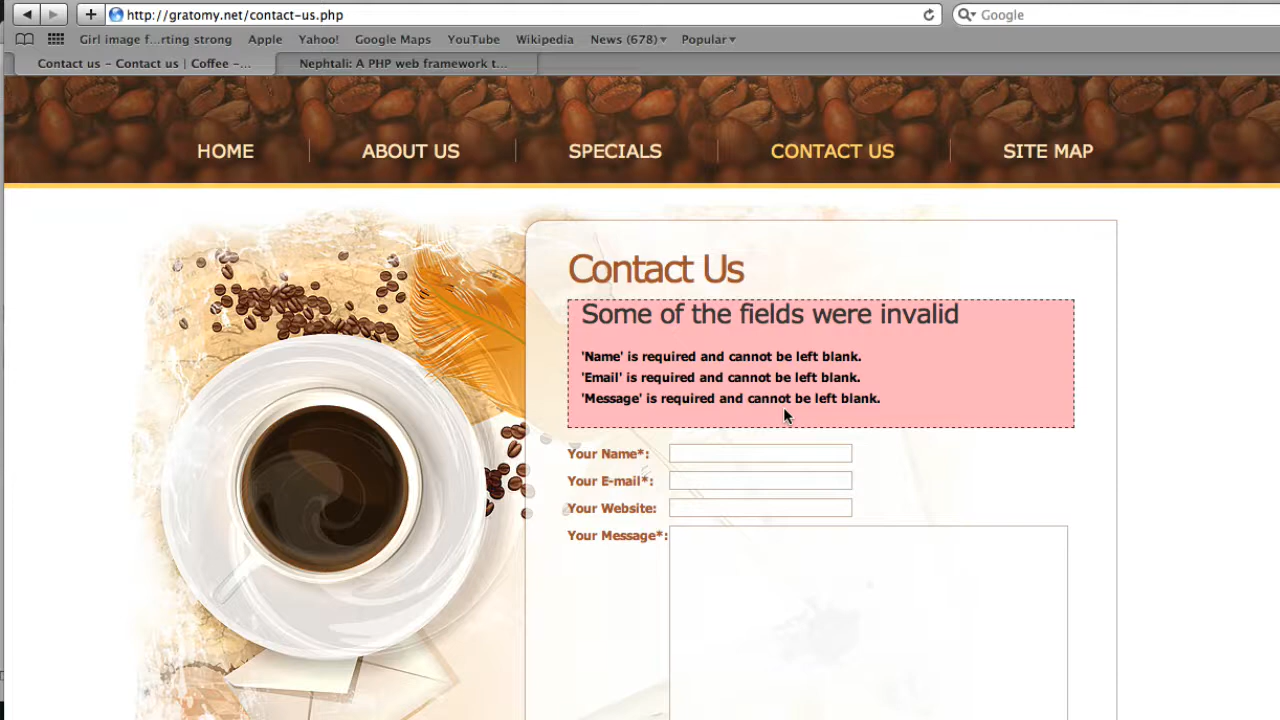 http://gratomy.net/contact-us.php
Google
Girl image f...rting strong Apple Yahoo! Google Maps YouTube Wikipedia News (678) Popular
Contact us – Contact us | Coffee –...
Nephtali: A PHP web framework t...
HOME
ABOUT US
SPECIALS
CONTACT US
SITE MAP
Contact Us
Some of the fields were invalid
'Name' is required and cannot be left blank.
'Email' is required and cannot be left blank.
'Message' is required and cannot be left blank.
Your Name*:
Your E-mail*:
Your Website:
Your Message*: